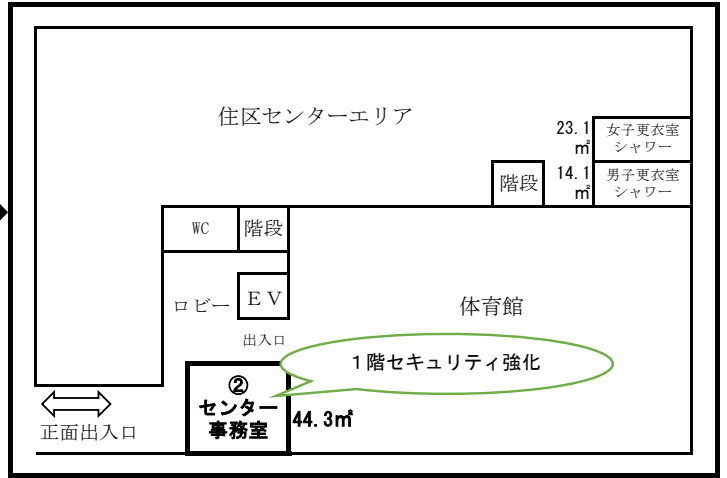 住区センターエリア
23.1
㎡
女子更衣室
シャワー
階段
14.1
㎡
男子更衣室
シャワー
WC
階段
ロビー
ＥＶ
体育館
出入口
１階セキュリティ強化
②
センター
事務室
44.3㎡
正面出入口